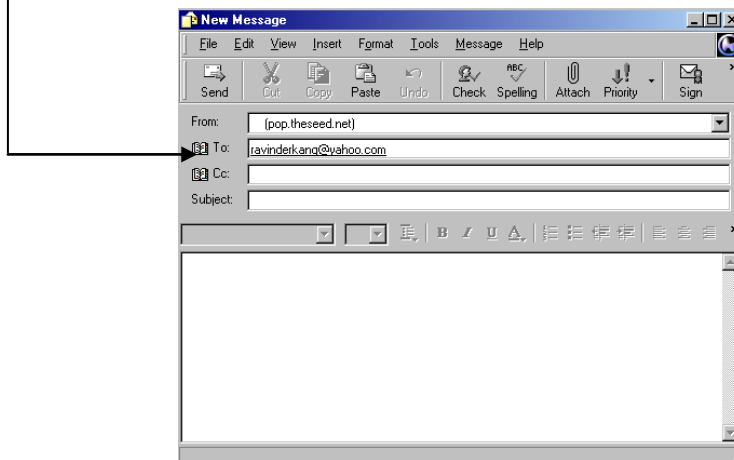 New Message
File Edit View Insert Format Tools Message Help
Send Cut Copy Paste Undo Check Spelling Attach Priority Sign
From: (pop.theseed.net)
To: ravinderkang@yahoo.com
Cc:
Subject:
B I U A